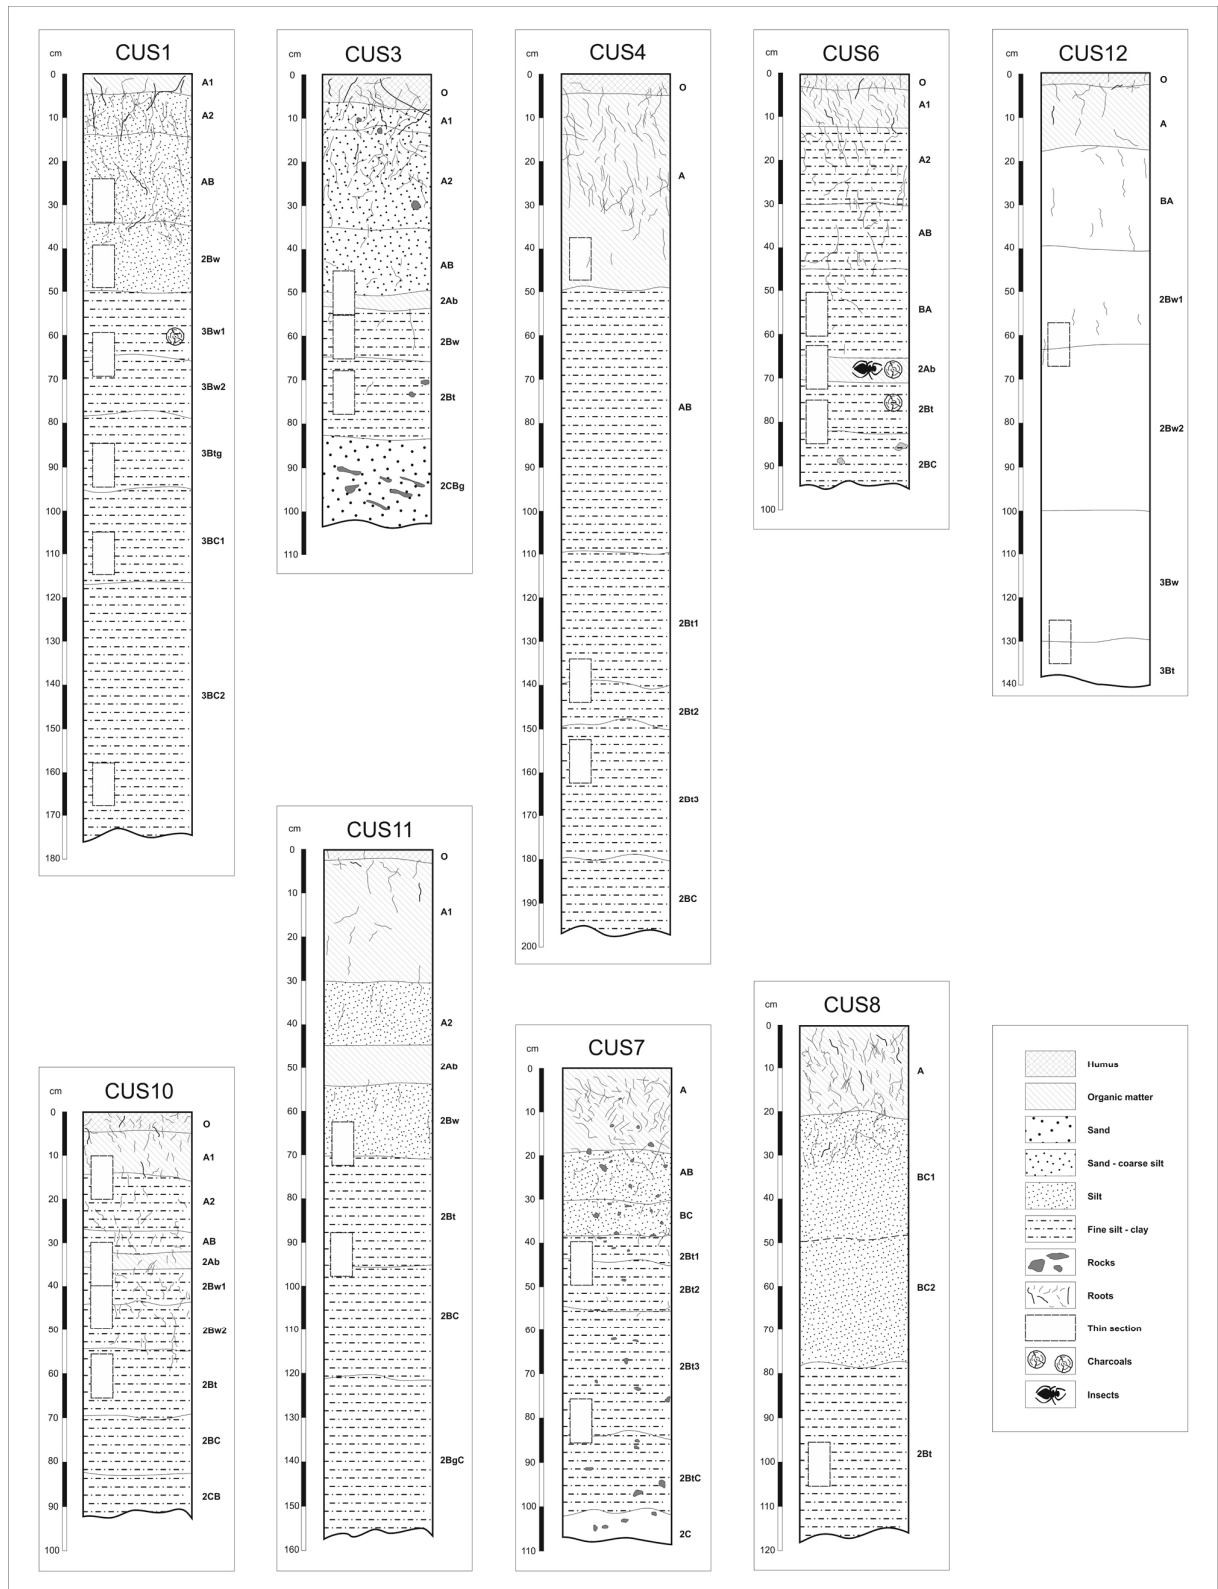 CUS1
cm
0
10
20
30
40
50
60
70
80
90
100
110
120
130
140
150
160
170
180
A1
A2
AB
2Bw
3Bw1
3Bw2
3Btg
3BC1
3BC2
CUS3
cm
0
10
20
30
40
50
60
70
80
90
100
110
O
A1
A2
AB
2Ab
2Bw
2Bt
2CBg
CUS4
cm
0
10
20
30
40
50
60
70
80
90
100
110
120
130
140
150
160
170
180
190
200
O
A
AB
2Bt1
2Bt2
2Bt3
2BC
CUS6
cm
0
10
20
30
40
50
60
70
80
90
100
O
A1
A2
AB
BA
2Ab
2Bt
2BC
CUS12
cm
0
10
20
30
40
50
60
70
80
90
100
110
120
130
140
O
A
BA
2Bw1
2Bw2
3Bw
3Bt
CUS10
cm
0
10
20
30
40
50
60
70
80
90
100
O
A1
A2
AB
2Ab
2Bw1
2Bw2
2Bt
2BC
2CB
CUS11
cm
0
10
20
30
40
50
60
70
80
90
100
110
120
130
140
150
160
O
A1
A2
2Ab
2Bw
2Bt
2BC
2BgC
CUS7
cm
0
10
20
30
40
50
60
70
80
90
100
110
A
AB
BC
2Bt1
2Bt2
2Bt3
2BtC
2C
CUS8
cm
0
10
20
30
40
50
60
70
80
90
100
110
120
A
BC1
BC2
2Bt
Humus
Organic matter
Sand
Sand - coarse silt
Silt
Fine silt - clay
Rocks
Roots
Thin section
Charcoals
Insects